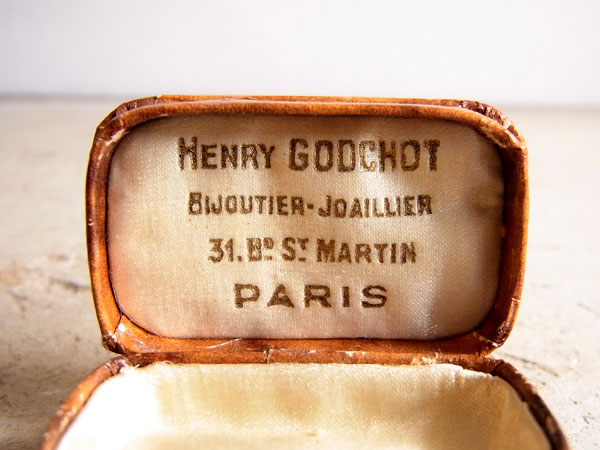 HENRY GODCHOT
BIJOUTIER-JOAILLIER
31, BD ST MARTIN
PARIS